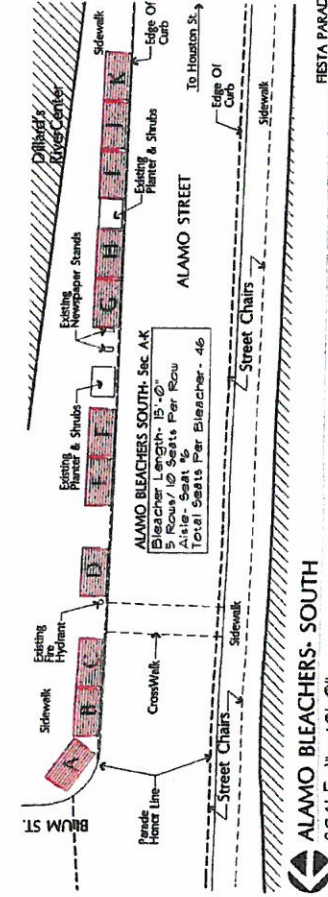 Dillard's
RiverCenter
Sidewalk
Edge Of
Curb
To Houston St.
Existing
Planter & Shrubs
Existing
Newspaper Stands
Existing
Planter & Shrubs
Existing
Fire
Hydrant
Sidewalk
BLUM ST.
A
B
C
D
E
F
G
H
I
J
K
ALAMO STREET
ALAMO BLEACHERS SOUTH- Sec A-K
Bleacher Length- 15'-0"
5 Rows/ 10 Seats Per Row
Aisle- Seat #6
Total Seats Per Bleacher- 46
CrossWalk
Parade
Honor Line
Edge Of
Curb
Sidewalk
Sidewalk
Street Chairs
Street Chairs
ALAMO BLEACHERS- SOUTH
FIESTA PARAD